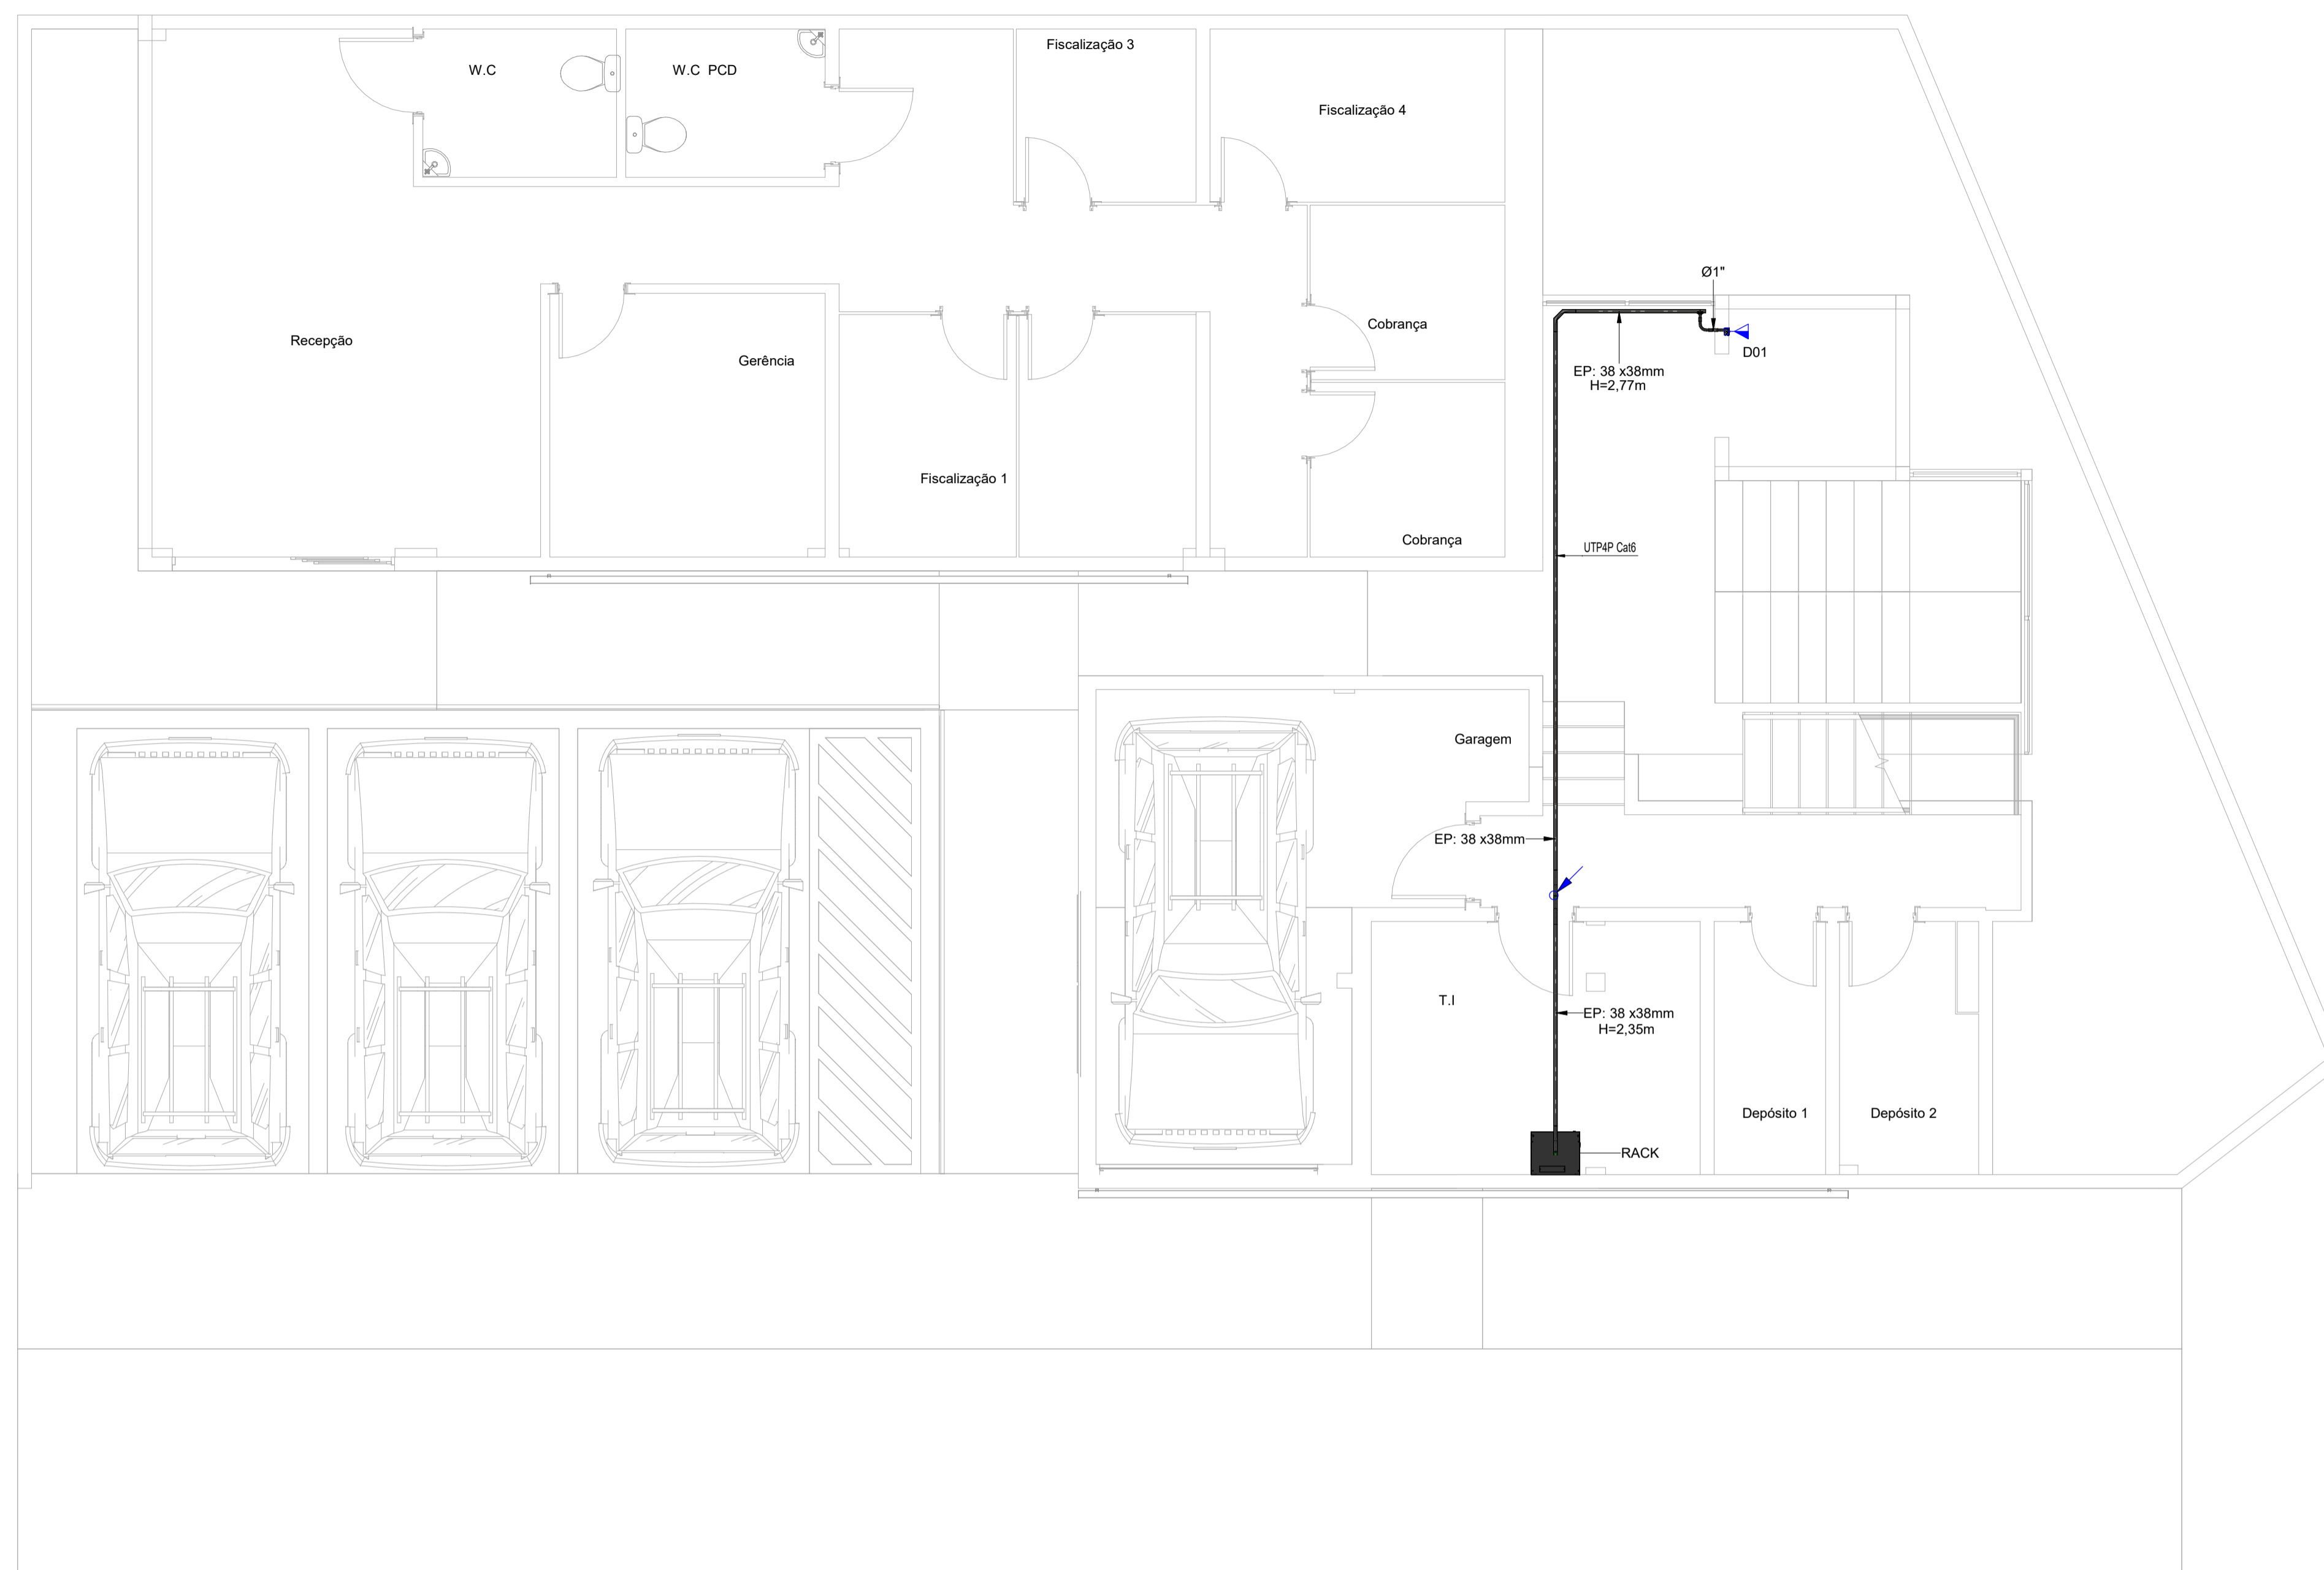 Fiscalização 3
W.C
W.C PCD
Fiscalização 4
Ø1"
Cobrança
Recepção
D01
Gerência
EP: 38 x38mm
H=2,77m
Fiscalização 1
Cobrança
UTP4P Cat6
Garagem
EP: 38 x38mm
T.I
EP: 38 x38mm
H=2,35m
Depósito 1
Depósito 2
RACK